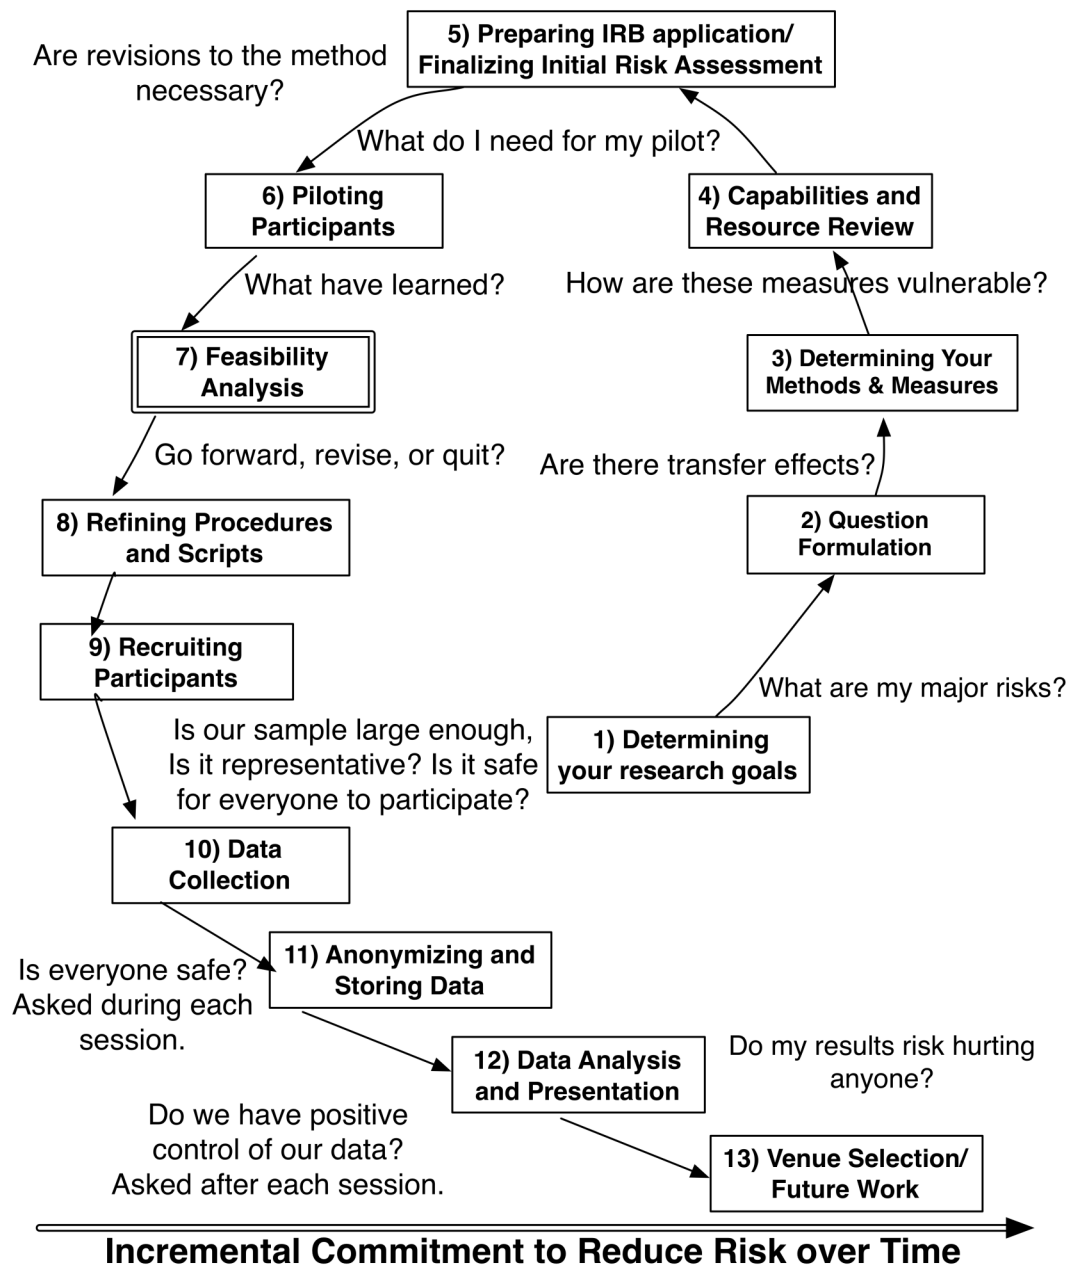 5) Preparing IRB application/
Finalizing Initial Risk Assessment
Are revisions to the method
necessary?
What do I need for my pilot?
6) Piloting
Participants
4) Capabilities and
Resource Review
What have learned?
How are these measures vulnerable?
7) Feasibility
Analysis
3) Determining Your
Methods & Measures
Go forward, revise, or quit?
Are there transfer effects?
8) Refining Procedures
and Scripts
2) Question
Formulation
9) Recruiting
Participants
What are my major risks?
Is our sample large enough,
Is it representative? Is it safe
for everyone to participate?
1) Determining
your research goals
10) Data
Collection
11) Anonymizing and
Storing Data
Is everyone safe?
Asked during each
session.
12) Data Analysis
and Presentation
Do my results risk hurting
anyone?
Do we have positive
control of our data?
Asked after each session.
13) Venue Selection/
Future Work
Incremental Commitment to Reduce Risk over Time